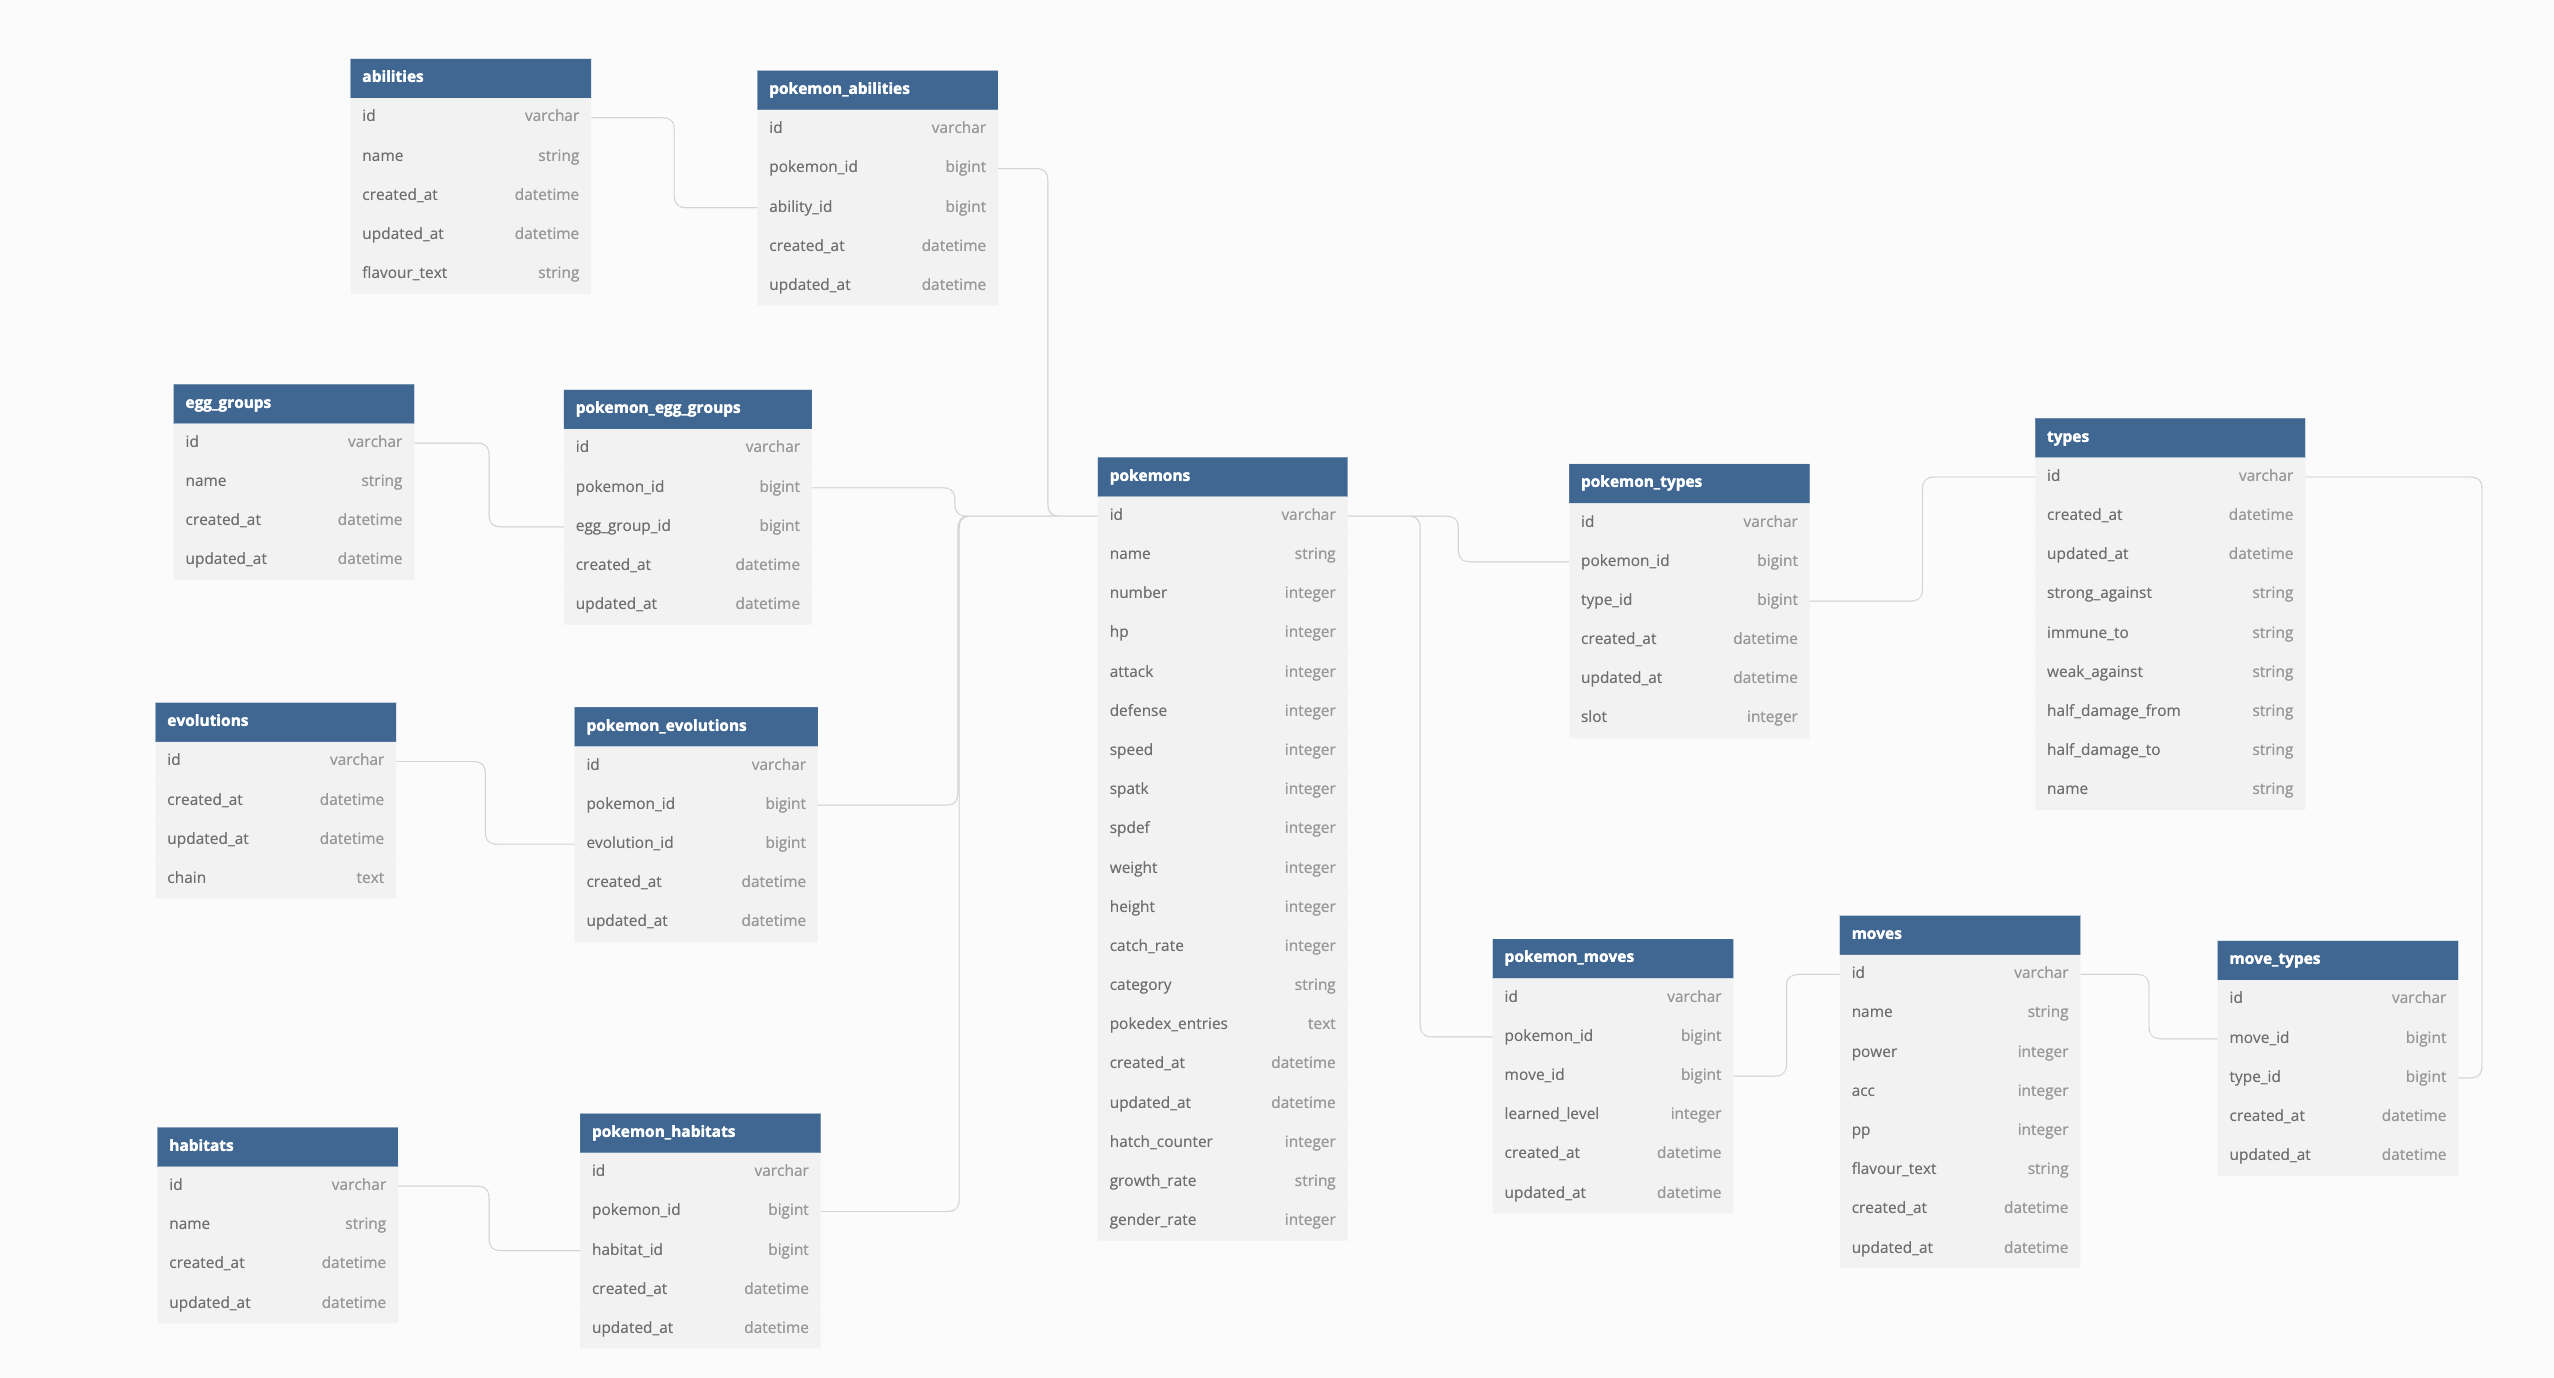 abilities
id varchar
name string
created_at datetime
updated_at datetime
flavour_text string
pokemon_abilities
id varchar
pokemon_id bigint
ability_id bigint
created_at datetime
updated_at datetime
egg_groups
id varchar
name string
created_at datetime
updated_at datetime
pokemon_egg_groups
id varchar
pokemon_id bigint
egg_group_id bigint
created_at datetime
updated_at datetime
evolutions
id varchar
created_at datetime
updated_at datetime
chain text
pokemon_evolutions
id varchar
pokemon_id bigint
evolution_id bigint
created_at datetime
updated_at datetime
habitats
id varchar
name string
created_at datetime
updated_at datetime
pokemon_habitats
id varchar
pokemon_id bigint
habitat_id bigint
created_at datetime
updated_at datetime
pokemons
id varchar
name string
number integer
hp integer
attack integer
defense integer
speed integer
spatk integer
spdef integer
weight integer
height integer
catch_rate integer
category string
pokedex_entries text
created_at datetime
updated_at datetime
hatch_counter integer
growth_rate string
gender_rate integer
pokemon_types
id varchar
pokemon_id bigint
type_id bigint
created_at datetime
updated_at datetime
slot integer
types
id varchar
created_at datetime
updated_at datetime
strong_against string
immune_to string
weak_against string
half_damage_from string
half_damage_to string
name string
pokemon_moves
id varchar
pokemon_id bigint
move_id bigint
learned_level integer
created_at datetime
updated_at datetime
moves
id varchar
name string
power integer
acc integer
pp integer
flavour_text string
created_at datetime
updated_at datetime
move_types
id varchar
move_id bigint
type_id bigint
created_at datetime
updated_at datetime